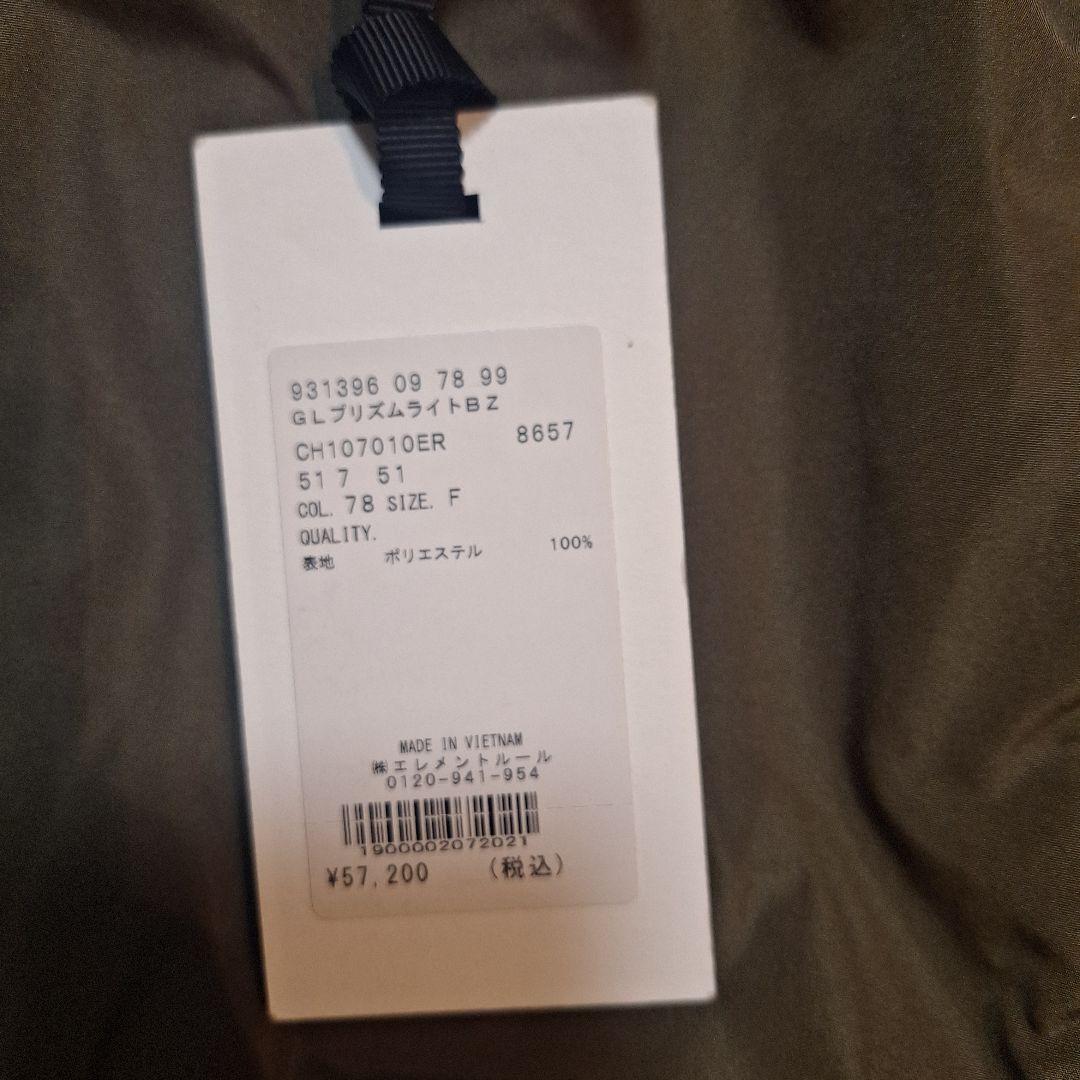 931396 09 78 99
GLプリズムライトBZ
CH107010ER 8657
51 7 51
COL. 78 SIZE. F
QUALITY.
表地 ポリエステル 100%
MADE IN VIETNAM
㈱エレメントルール
0120-941-954
1900002072021
¥57,200 (税込)